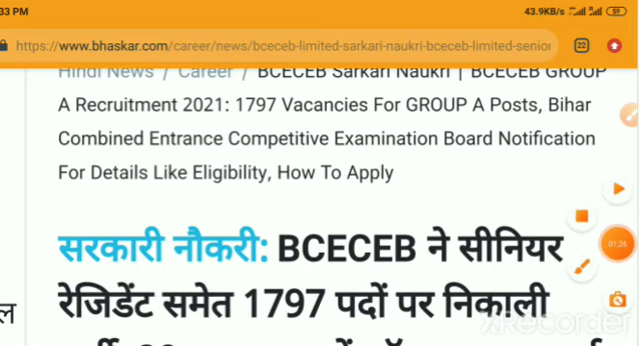 33 PM 43.9KB/s 59
https://www.bhaskar.com/career/news/bceceb-limited-sarkari-naukri-bceceb-limited-senior 22
Hindi News / Career / BCECEB Sarkari Naukri | BCECEB GROUP
A Recruitment 2021: 1797 Vacancies For GROUP A Posts, Bihar
Combined Entrance Competitive Examination Board Notification
For Details Like Eligibility, How To Apply
सरकारी नौकरी: BCECEB ने सीनियर
ल रेजिडेंट समेत 1797 पदों पर निकाली
01:26
XRecorder